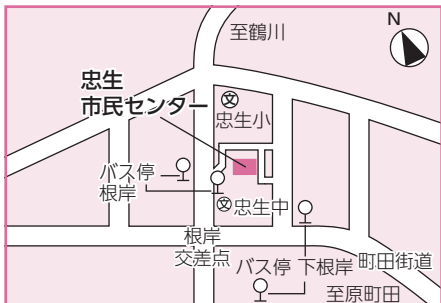 N
至鶴川
忠生
市民センター
文
忠生小
バス停
根岸
文
忠生中
根岸
交差点
バス停 下根岸
町田街道
至原町田